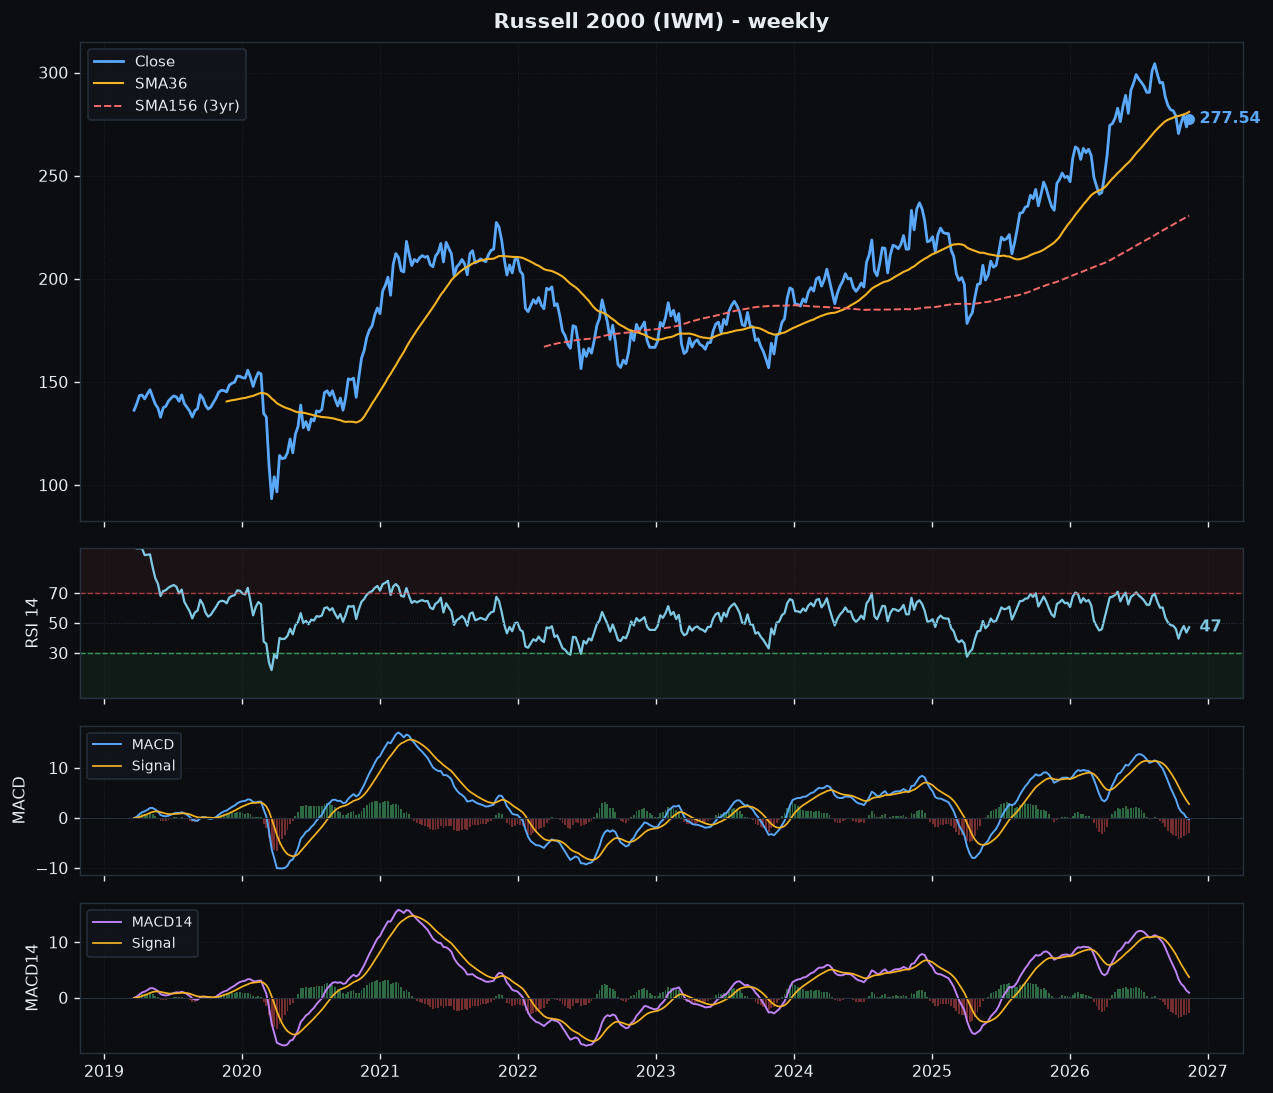 Russell 2000 (IWM) - weekly
Close
SMA36
SMA156 (3yr)
300
250
200
150
100
277.54
RSI 14
70
50
30
47
MACD
MACD
Signal
10
0
−10
MACD14
MACD14
Signal
10
0
2019 2020 2021 2022 2023 2024 2025 2026 2027